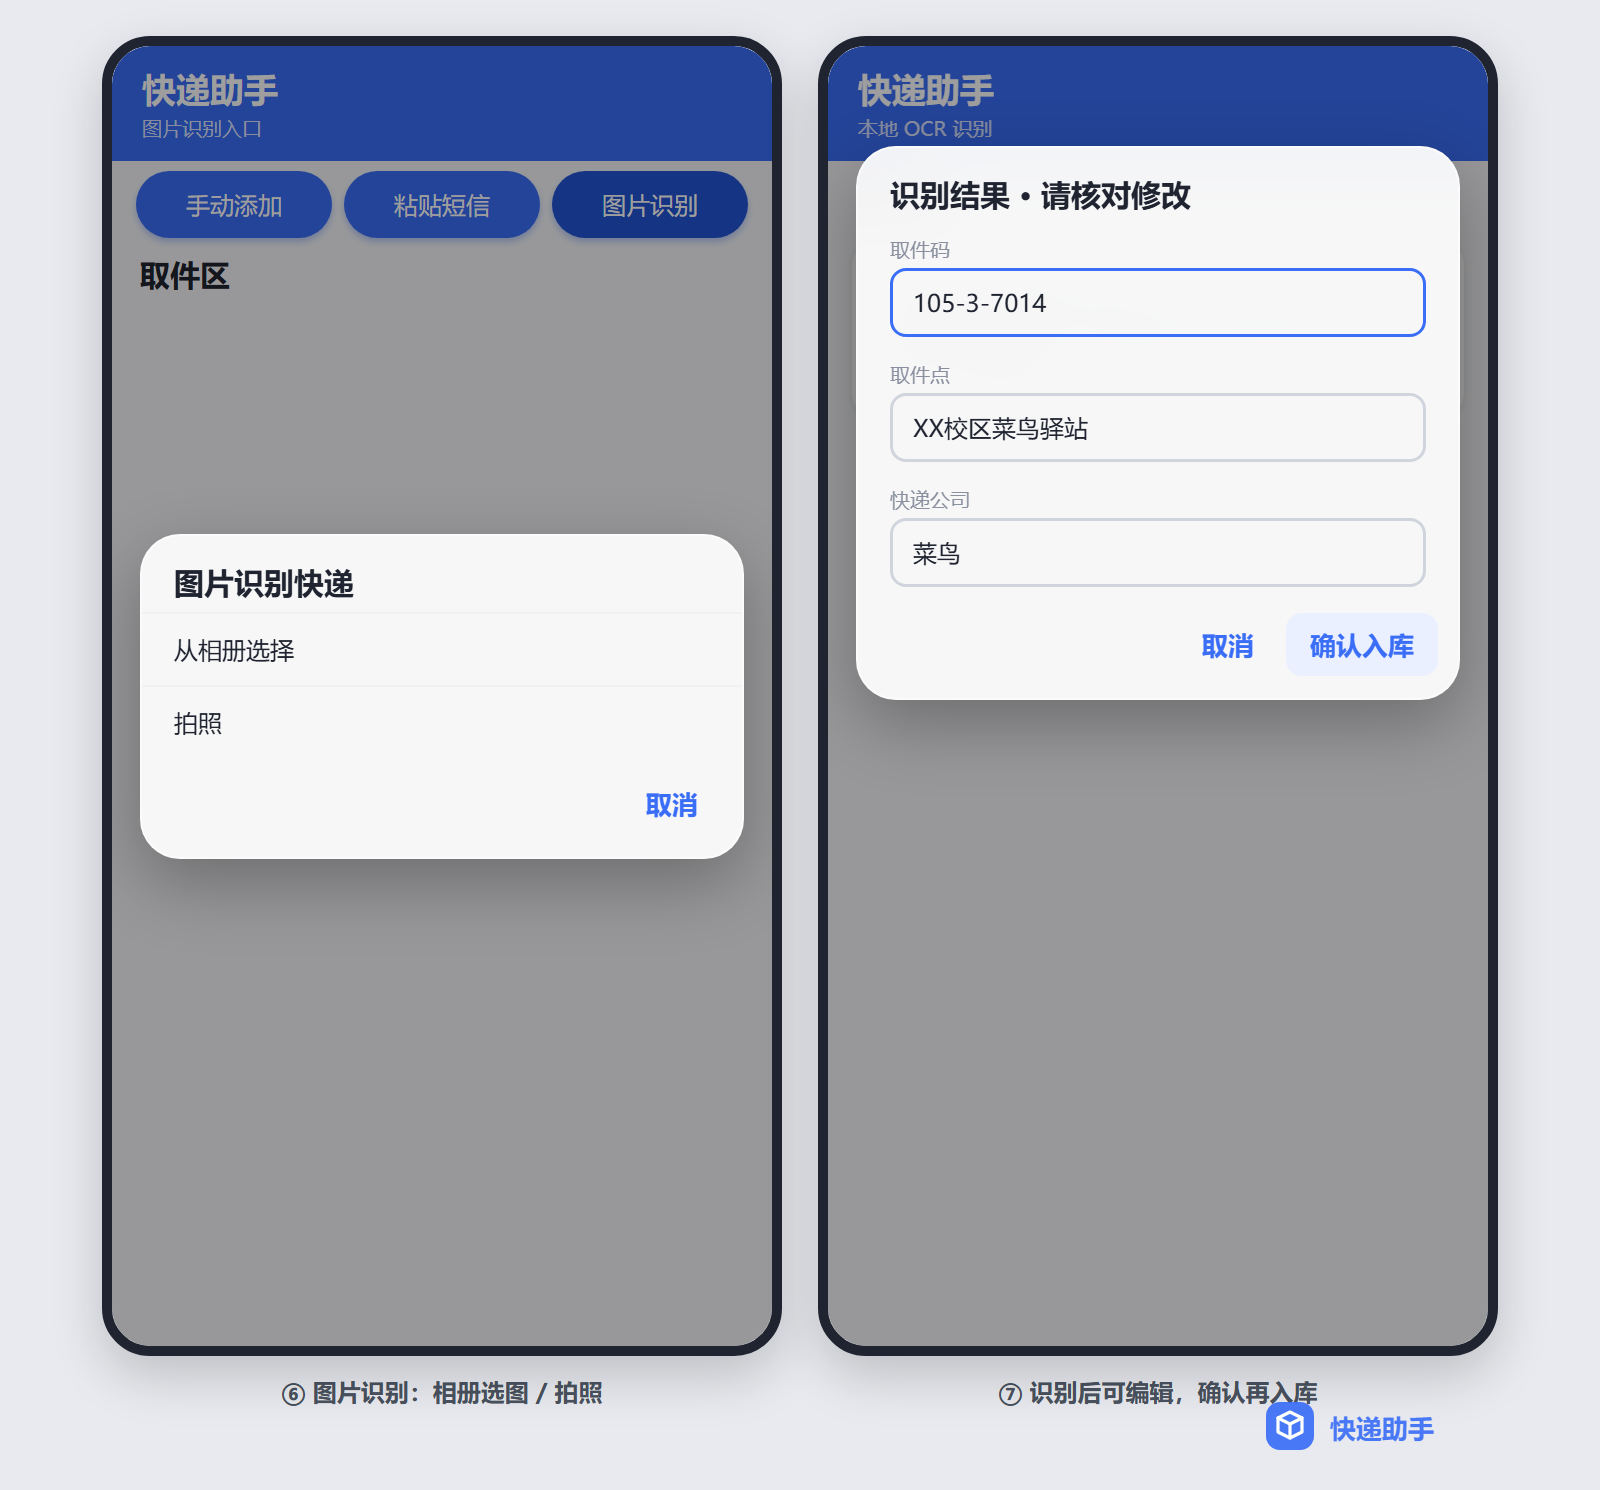 快递助手
图片识别入口
手动添加
粘贴短信
图片识别
取件区
图片识别快递
从相册选择
拍照
取消
⑥ 图片识别：相册选图 / 拍照
快递助手
本地 OCR 识别
识别结果·请核对修改
取件码
105-3-7014
取件点
XX校区菜鸟驿站
快递公司
菜鸟
取消
确认入库
⑦ 识别后可编辑，确认再入库
快递助手